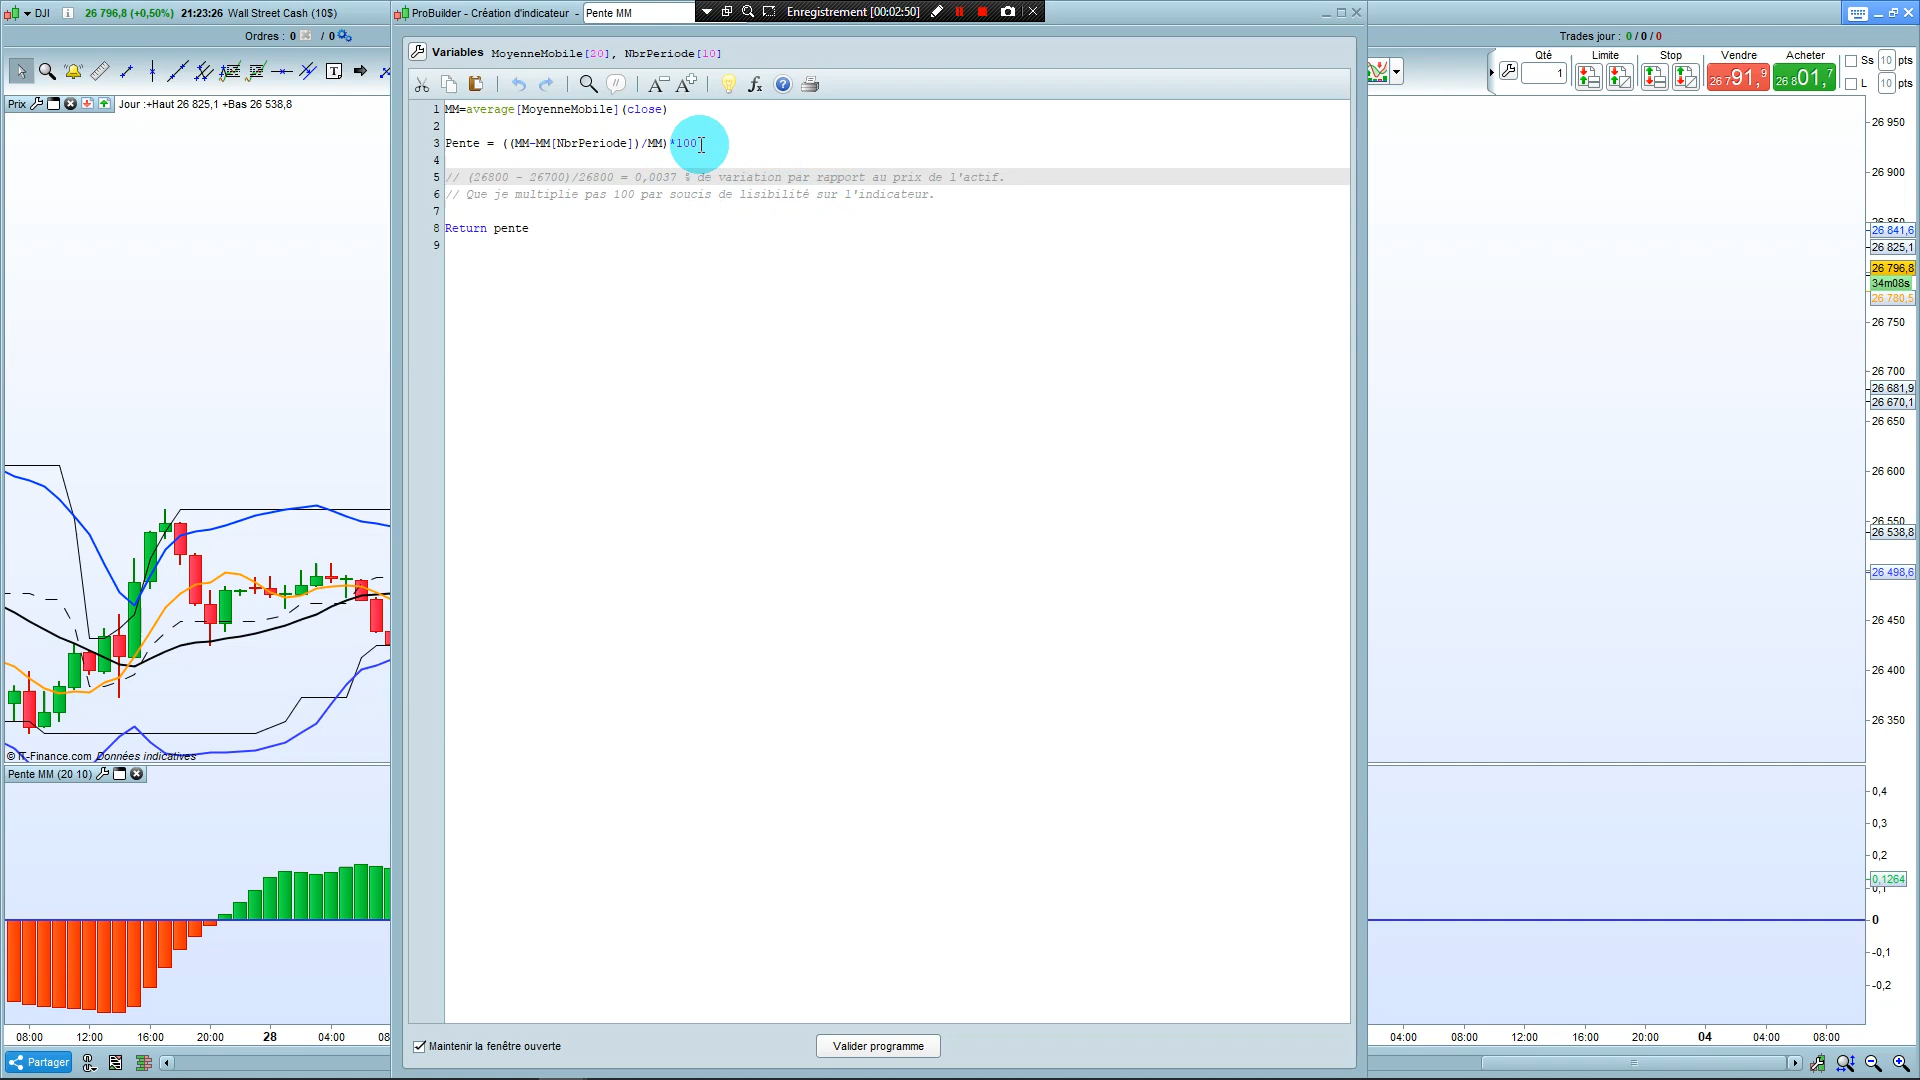 DJI 26 796,8 (+0,50%) 21:23:26 Wall Street Cash (10$)
ProBuilder - Création d'indicateur - Pente MM
Enregistrement [00:02:50]
Ordres : 0 / 0
Trades jour : 0 / 0 / 0
Variables MoyenneMobile[20], NbrPeriode[10]
Qté Limite Stop Vendre Acheter
1
26 791,9
26 801,7
Ss 10 pts
L 10 pts
Prix Jour :+Haut 26 825,1 +Bas 26 538,8
1 MM=average[MoyenneMobile](close)
2
3 Pente = ((MM-MM[NbrPeriode])/MM)*100
4
5 // (26800 - 26700)/26800 = 0,0037 % de variation par rapport au prix de l'actif.
6 // Que je multiplie pas 100 par soucis de lisibilité sur l'indicateur.
7
8 Return pente
9
26 950
26 900
26 850
26 841,6
26 825,1
26 796,8
34m08s
26 780,5
26 750
26 700
26 681,9
26 670,1
26 650
26 600
26 550
26 538,8
26 498,6
26 450
26 400
26 350
© IT-Finance.com Données indicatives
Pente MM (20 10)
0,4
0,3
0,2
0,1264
0,1
0
-0,1
-0,2
08:00 12:00 16:00 20:00 28 04:00 08
04:00 08:00 12:00 16:00 20:00 04 04:00 08:00
Maintenir la fenêtre ouverte
Valider programme
Partager